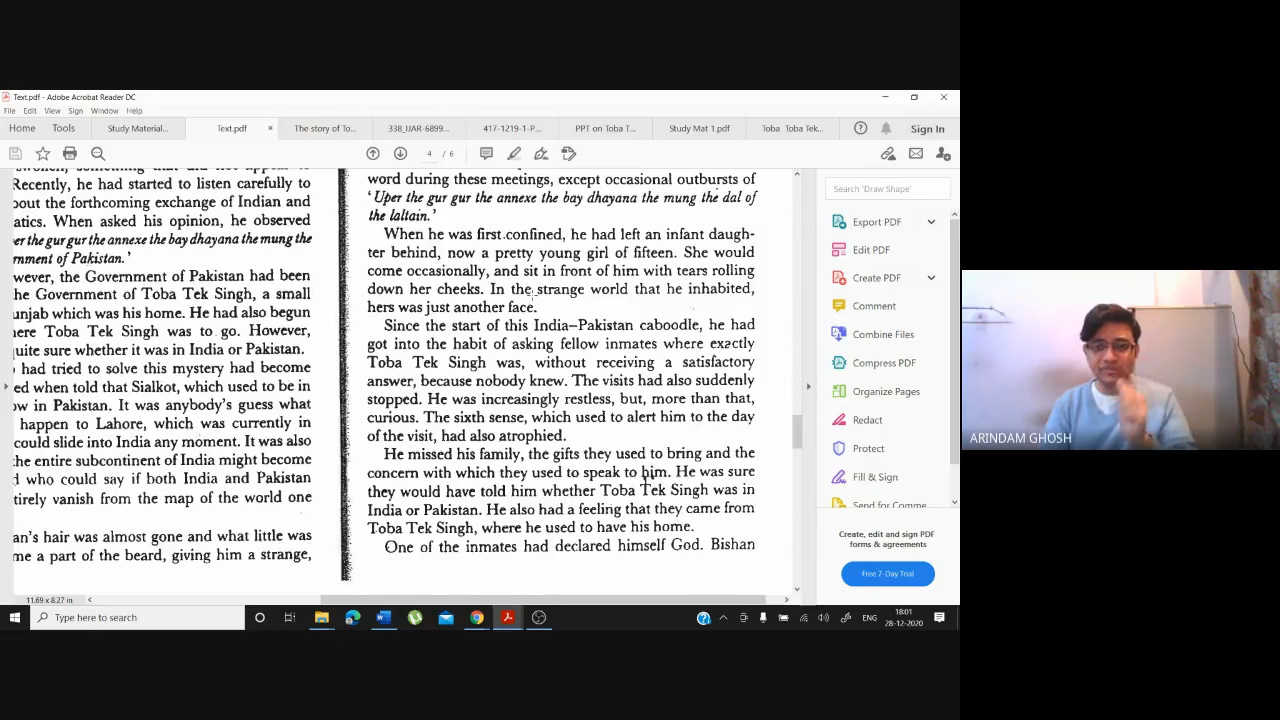 Text.pdf - Adobe Acrobat Reader DC
File Edit View Sign Window Help
Home Tools Study Material... Text.pdf The story of To... 338_IJAR-6899... 417-1219-1-P... PPT on Toba T... Study Mat 1.pdf Toba Toba Tek... Sign In
4 / 6
Recently, he had started to listen carefully to
bout the forthcoming exchange of Indian and
atics. When asked his opinion, he observed
er the gur gur the annexe the bay dhayana the mung the
rnment of Pakistan.'
wever, the Government of Pakistan had been
he Government of Toba Tek Singh, a small
unjab which was his home. He had also begun
ere Toba Tek Singh was to go. However,
uite sure whether it was in India or Pakistan.
had tried to solve this mystery had become
ed when told that Sialkot, which used to be in
ow in Pakistan. It was anybody's guess what
happen to Lahore, which was currently in
could slide into India any moment. It was also
he entire subcontinent of India might become
d who could say if both India and Pakistan
tirely vanish from the map of the world one
an's hair was almost gone and what little was
me a part of the beard, giving him a strange,
word during these meetings, except occasional outbursts of
'Uper the gur gur the annexe the bay dhayana the mung the dal of
the laltain.'
When he was first confined, he had left an infant daugh-
ter behind, now a pretty young girl of fifteen. She would
come occasionally, and sit in front of him with tears rolling
down her cheeks. In the strange world that he inhabited,
hers was just another face.
Since the start of this India–Pakistan caboodle, he had
got into the habit of asking fellow inmates where exactly
Toba Tek Singh was, without receiving a satisfactory
answer, because nobody knew. The visits had also suddenly
stopped. He was increasingly restless, but, more than that,
curious. The sixth sense, which used to alert him to the day
of the visit, had also atrophied.
He missed his family, the gifts they used to bring and the
concern with which they used to speak to him. He was sure
they would have told him whether Toba Tek Singh was in
India or Pakistan. He also had a feeling that they came from
Toba Tek Singh, where he used to have his home.
One of the inmates had declared himself God. Bishan
11.69 x 8.27 in
Search 'Draw Shape'
Export PDF
Edit PDF
Create PDF
Comment
Combine Files
Compress PDF
Organize Pages
Redact
Protect
Fill & Sign
Send for Comme
Create, edit and sign PDF
forms & agreements
Free 7-Day Trial
ARINDAM GHOSH
Type here to search
ENG
18:01
28-12-2020